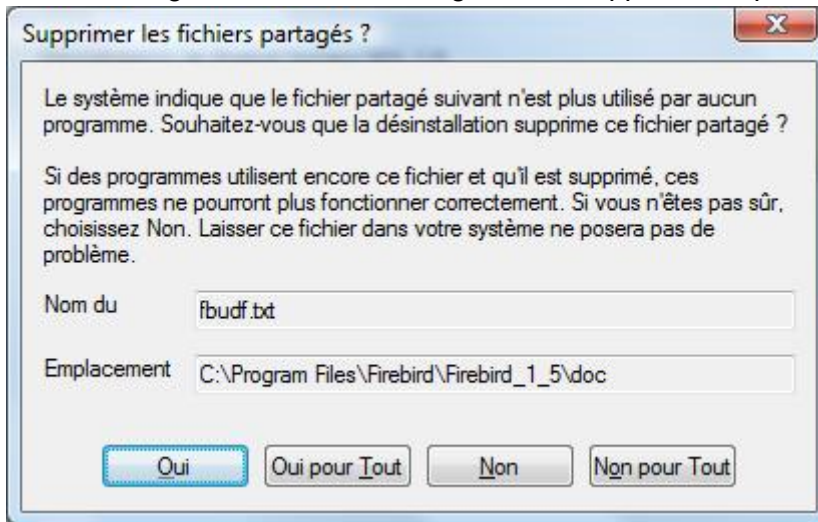 Supprimer les fichiers partagés ?
Le système indique que le fichier partagé suivant n'est plus utilisé par aucun
programme. Souhaitez-vous que la désinstallation supprime ce fichier partagé ?
Si des programmes utilisent encore ce fichier et qu'il est supprimé, ces
programmes ne pourront plus fonctionner correctement. Si vous n'êtes pas sûr,
choisissez Non. Laisser ce fichier dans votre système ne posera pas de
problème.
Nom du fbudf.txt
Emplacement C:\Program Files\Firebird\Firebird_1_5\doc
Oui Oui pour Tout Non Non pour Tout